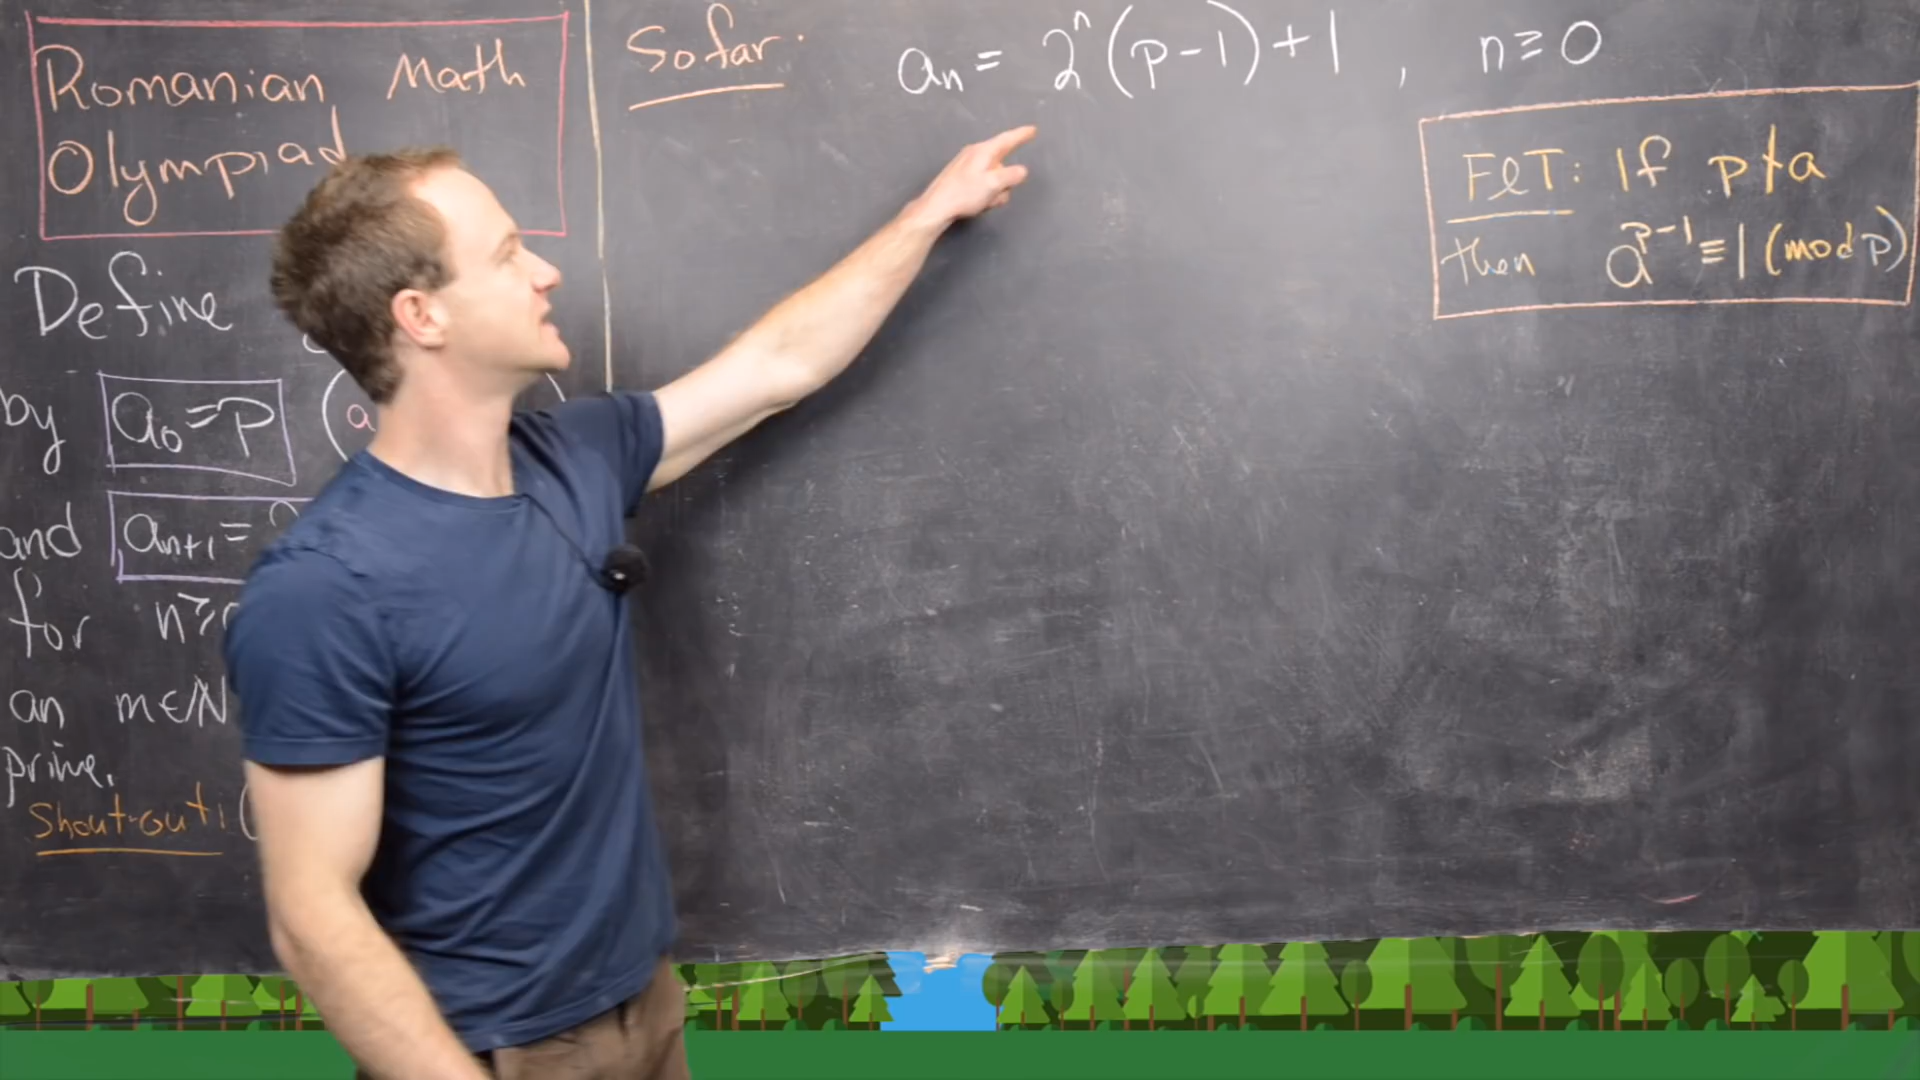 Romanian Math
Olympiad
Define
by a₀=p (a
and aₙ₊₁=
for n≥
an m∈ℕ
prime.
Shout-out: (
So far:
aₙ = 2ⁿ(p-1)+1 , n≥0
FℓT: If p∤a
then aᵖ⁻¹≡1 (mod p)